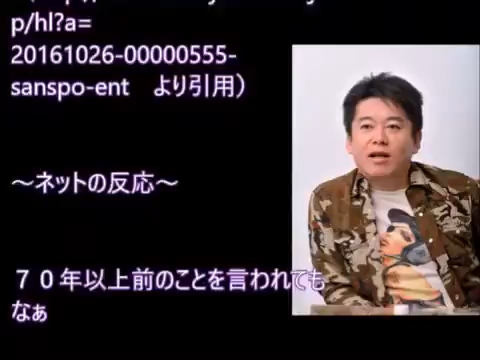 p/hl?a=
20161026-00000555-
sanspo-ent　より引用）
～ネットの反応～
７０年以上前のことを言われても
なぁ